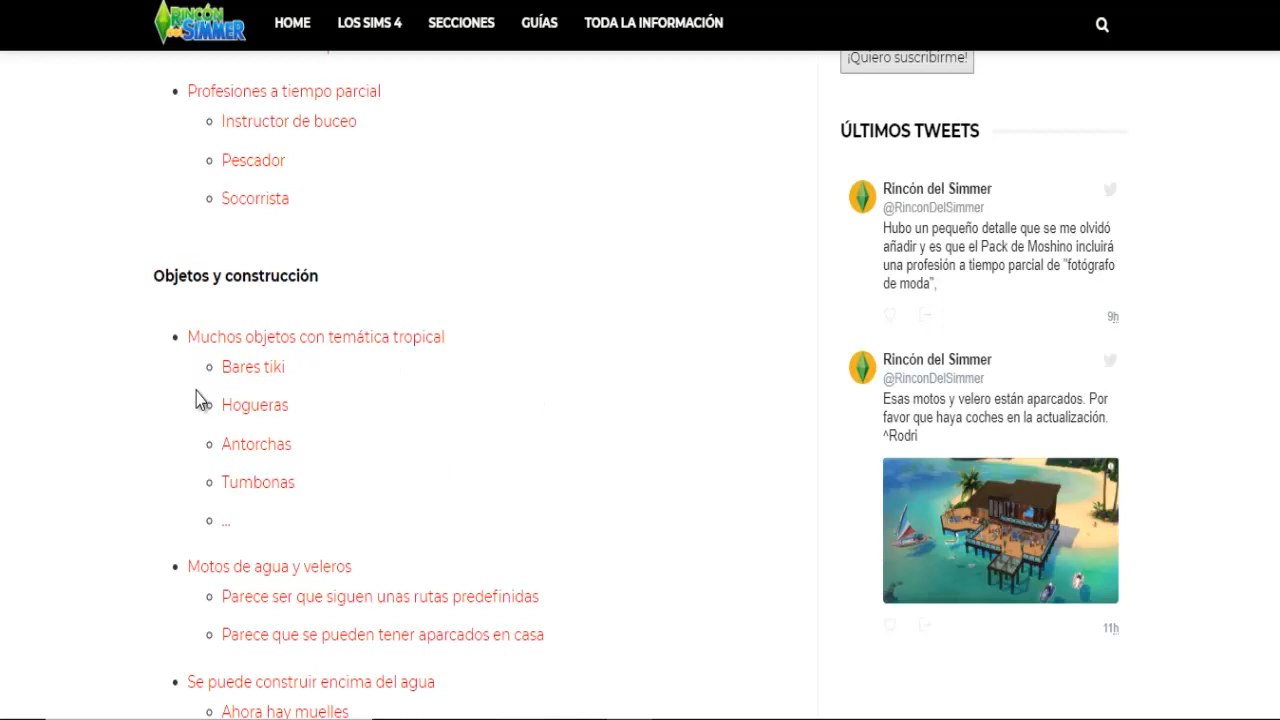 RINCÓN
del SIMMER
HOME
LOS SIMS 4
SECCIONES
GUÍAS
TODA LA INFORMACIÓN
Profesiones a tiempo parcial
Instructor de buceo
Pescador
Socorrista
Objetos y construcción
Muchos objetos con temática tropical
Bares tiki
Hogueras
Antorchas
Tumbonas
...
Motos de agua y veleros
Parece ser que siguen unas rutas predefinidas
Parece que se pueden tener aparcados en casa
Se puede construir encima del agua
Ahora hay muelles
¡Quiero suscribirme!
ÚLTIMOS TWEETS
Rincón del Simmer
@RinconDelSimmer
Hubo un pequeño detalle que se me olvidó
añadir y es que el Pack de Moshino incluirá
una profesión a tiempo parcial de "fotógrafo
de moda",
9h
Rincón del Simmer
@RinconDelSimmer
Esas motos y velero están aparcados. Por
favor que haya coches en la actualización.
^Rodri
11h